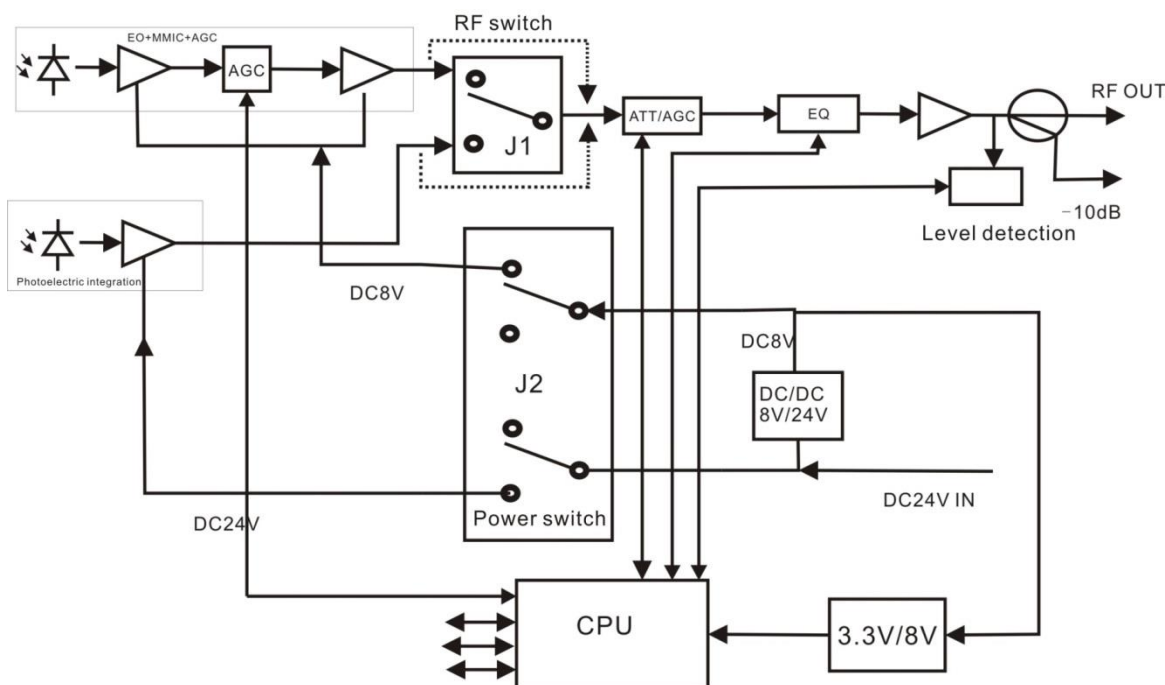 RF switch
EO+MMIC+AGC
AGC
RF OUT
ATT/AGC
EQ
J1
-10dB
Level detection
Photoelectric integration
DC8V
DC8V
J2
DC/DC
8V/24V
DC24V IN
Power switch
DC24V
CPU
3.3V/8V